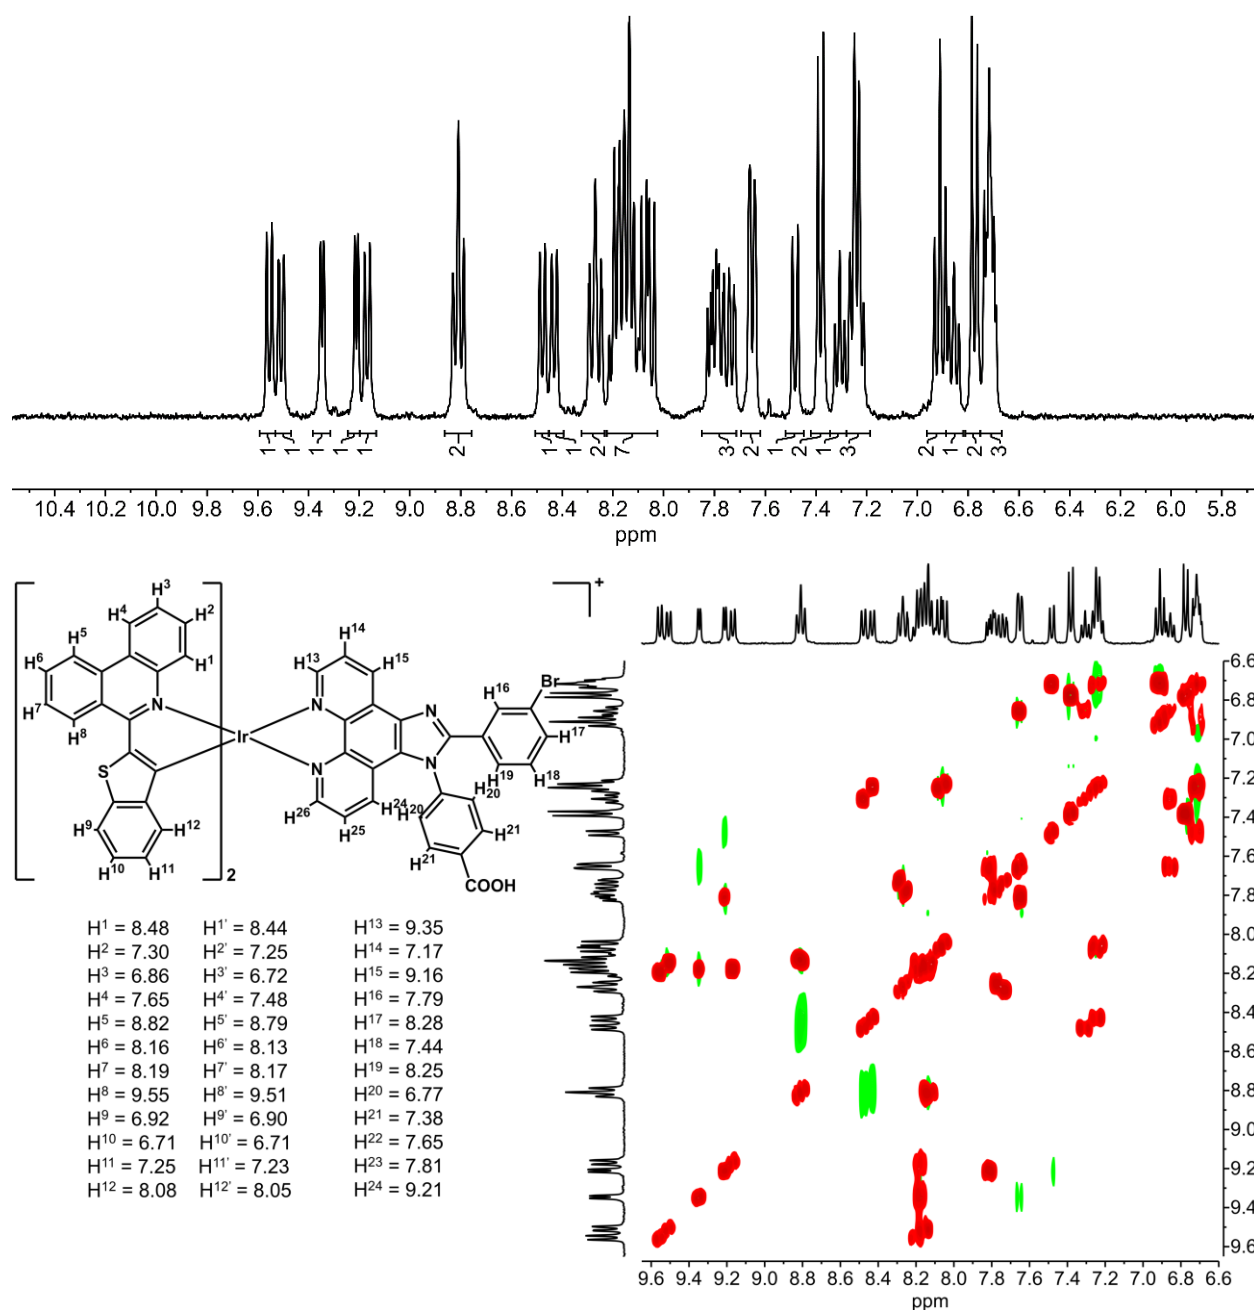 1 1 1 1 1 2 1 1 2 7 3 2 1 2 1 3 2 1 2 3
10.4 10.2 10.0 9.8 9.6 9.4 9.2 9.0 8.8 8.6 8.4 8.2 8.0 7.8 7.6 7.4 7.2 7.0 6.8 6.6 6.4 6.2 6.0 5.8
ppm
H³
H⁴ H²
H⁵ H¹
H⁶
H⁷ N
H⁸
S
H⁹ H¹²
H¹⁰ H¹¹
2
Ir
+
H¹⁴
H¹³ H¹⁵
N N
H¹⁶ Br
N N
H¹⁷
H¹⁹ H¹⁸
H²⁰
H²⁶ H²⁴ H²⁰
H²⁵ H²¹
H²¹
COOH
H¹ = 8.48 H¹' = 8.44 H¹³ = 9.35
H² = 7.30 H²' = 7.25 H¹⁴ = 7.17
H³ = 6.86 H³' = 6.72 H¹⁵ = 9.16
H⁴ = 7.65 H⁴' = 7.48 H¹⁶ = 7.79
H⁵ = 8.82 H⁵' = 8.79 H¹⁷ = 8.28
H⁶ = 8.16 H⁶' = 8.13 H¹⁸ = 7.44
H⁷ = 8.19 H⁷' = 8.17 H¹⁹ = 8.25
H⁸ = 9.55 H⁸' = 9.51 H²⁰ = 6.77
H⁹ = 6.92 H⁹' = 6.90 H²¹ = 7.38
H¹⁰ = 6.71 H¹⁰' = 6.71 H²² = 7.65
H¹¹ = 7.25 H¹¹' = 7.23 H²³ = 7.81
H¹² = 8.08 H¹²' = 8.05 H²⁴ = 9.21
6.6
6.8
7.0
7.2
7.4
7.6
7.8
8.0
8.2
8.4
8.6
8.8
9.0
9.2
9.4
9.6
9.6 9.4 9.2 9.0 8.8 8.6 8.4 8.2 8.0 7.8 7.6 7.4 7.2 7.0 6.8 6.6
ppm